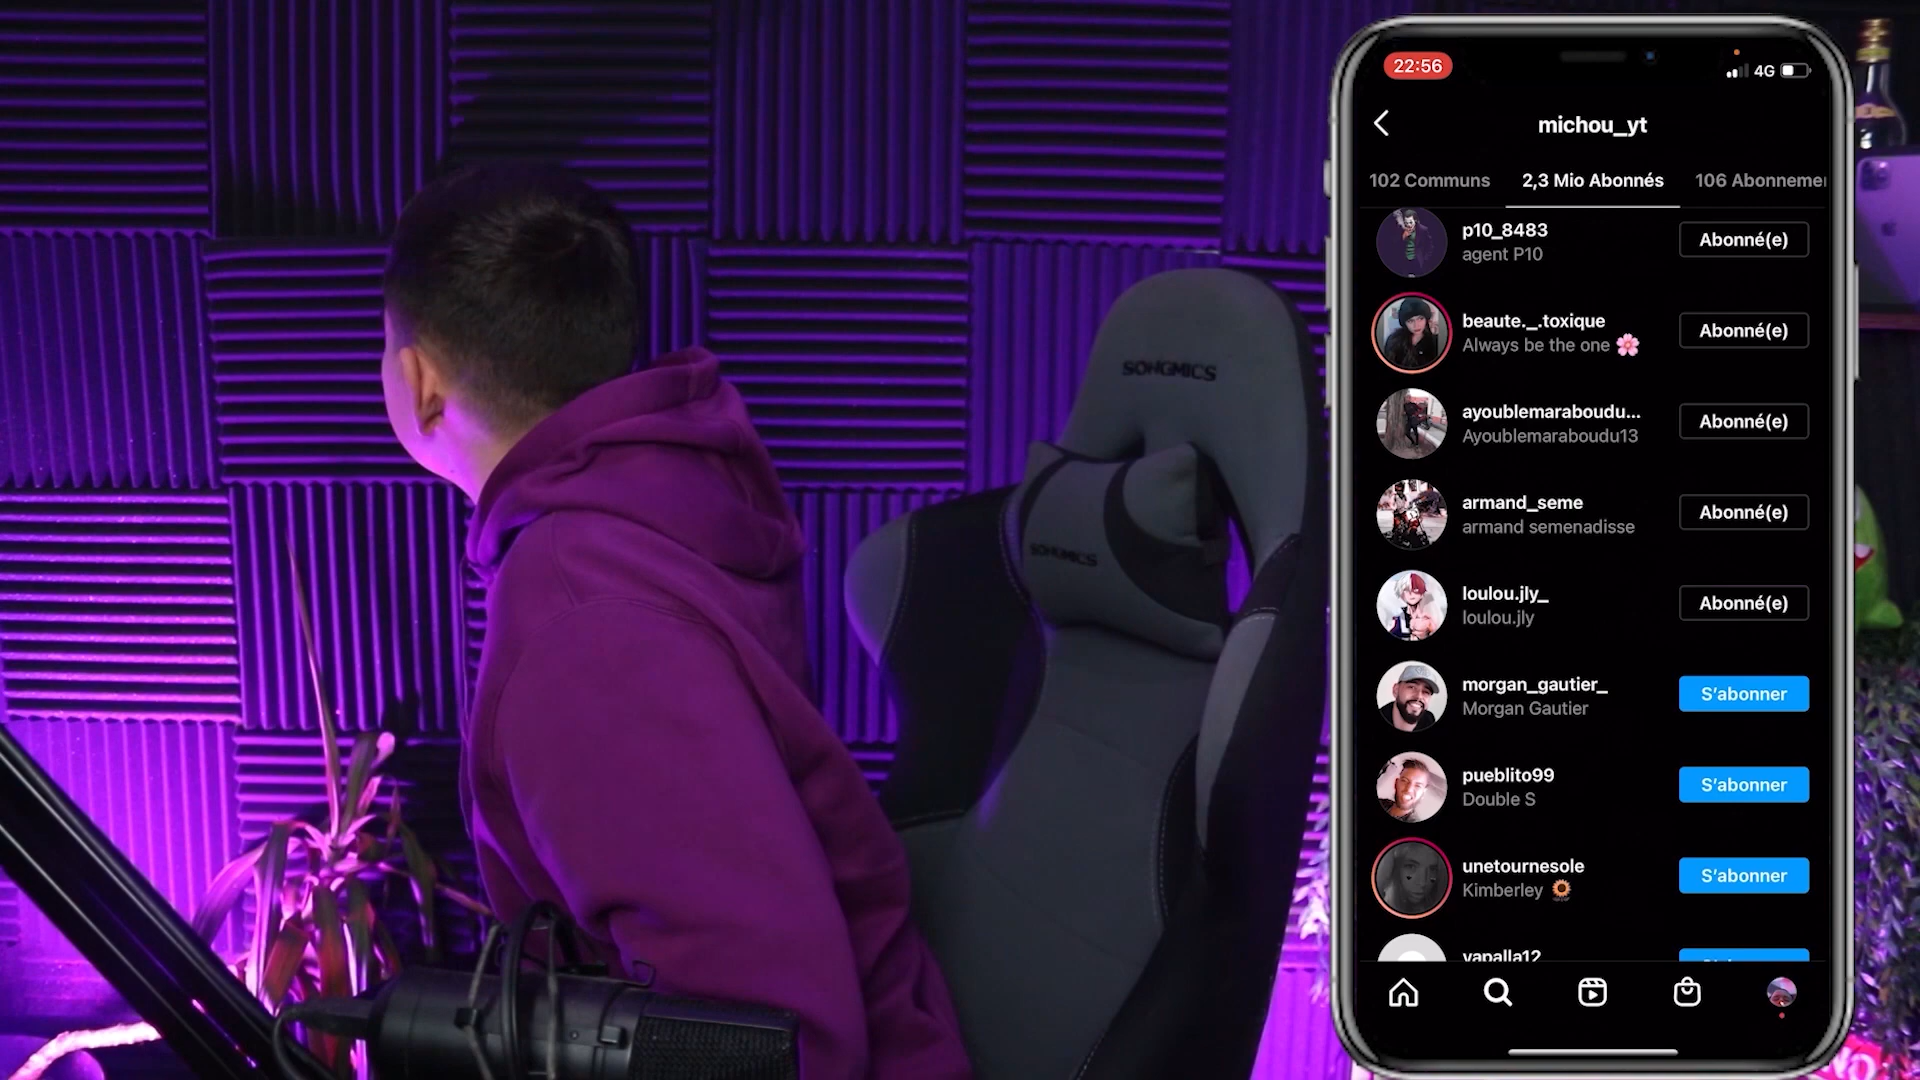 SONGMICS
SONGMICS
22:56
4G
michou_yt
102 Communs
2,3 Mio Abonnés
106 Abonnemen
p10_8483
agent P10
Abonné(e)
beaute._.toxique
Always be the one 🌸
Abonné(e)
ayoublemaraboudu...
Ayoublemaraboudu13
Abonné(e)
armand_seme
armand semenadisse
Abonné(e)
loulou.jly_
loulou.jly
Abonné(e)
morgan_gautier_
Morgan Gautier
S'abonner
pueblito99
Double S
S'abonner
unetournesole
Kimberley 🌻
S'abonner
yapalla12